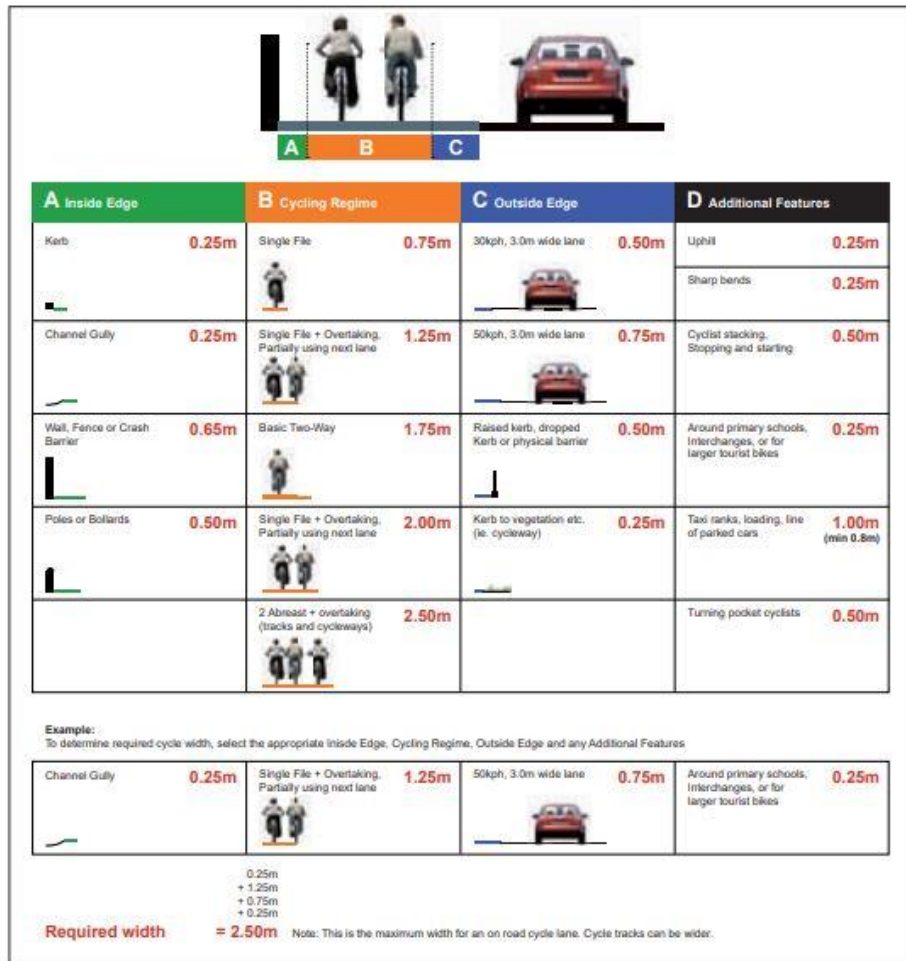 A B C
A Inside Edge B Cycling Regime C Outside Edge D Additional Features
Kerb 0.25m Single File 0.75m 30kph, 3.0m wide lane 0.50m Uphill 0.25m
Sharp bends 0.25m
Channel Gully 0.25m Single File + Overtaking, 1.25m 50kph, 3.0m wide lane 0.75m Cyclist stacking, 0.50m
Partially using next lane Stopping and starting
Wall, Fence or Crash 0.65m Basic Two-Way 1.75m Raised kerb, dropped 0.50m Around primary schools, 0.25m
Barrier Kerb or physical barrier Interchanges, or for
larger tourist bikes
Poles or Bollards 0.50m Single File + Overtaking, 2.00m Kerb to vegetation etc. 0.25m Taxi ranks, loading, line 1.00m
Partially using next lane (ie. cycleway) of parked cars (min 0.8m)
2 Abreast + overtaking 2.50m Turning pocket cyclists 0.50m
(tracks and cycleways)
Example:
To determine required cycle width, select the appropriate Inisde Edge, Cycling Regime, Outside Edge and any Additional Features
Channel Gully 0.25m Single File + Overtaking, 1.25m 50kph, 3.0m wide lane 0.75m Around primary schools, 0.25m
Partially using next lane Interchanges, or for
larger tourist bikes
0.25m
+ 1.25m
+ 0.75m
+ 0.25m
Required width = 2.50m Note: This is the maximum width for an on road cycle lane. Cycle tracks can be wider.